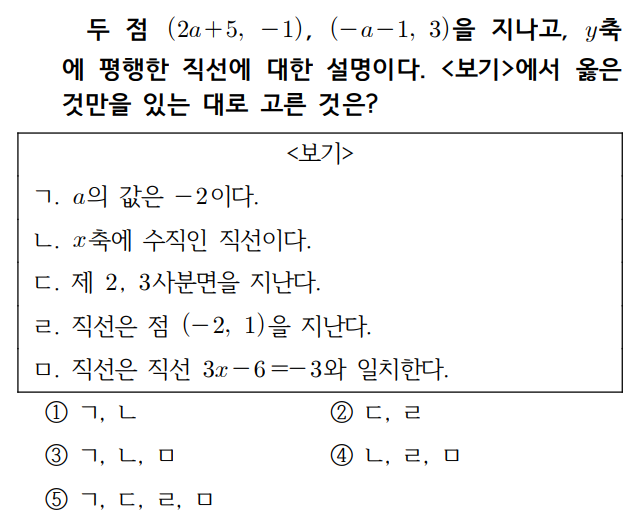 두 점 (2a+5, -1), (-a-1, 3)을 지나고, y축
에 평행한 직선에 대한 설명이다. <보기>에서 옳은
것만을 있는 대로 고른 것은?
<보기>
ㄱ. a의 값은 -2이다.
ㄴ. x축에 수직인 직선이다.
ㄷ. 제 2, 3사분면을 지난다.
ㄹ. 직선은 점 (-2, 1)을 지난다.
ㅁ. 직선은 직선 3x-6=-3와 일치한다.
① ㄱ, ㄴ ② ㄷ, ㄹ
③ ㄱ, ㄴ, ㅁ ④ ㄴ, ㄹ, ㅁ
⑤ ㄱ, ㄷ, ㄹ, ㅁ